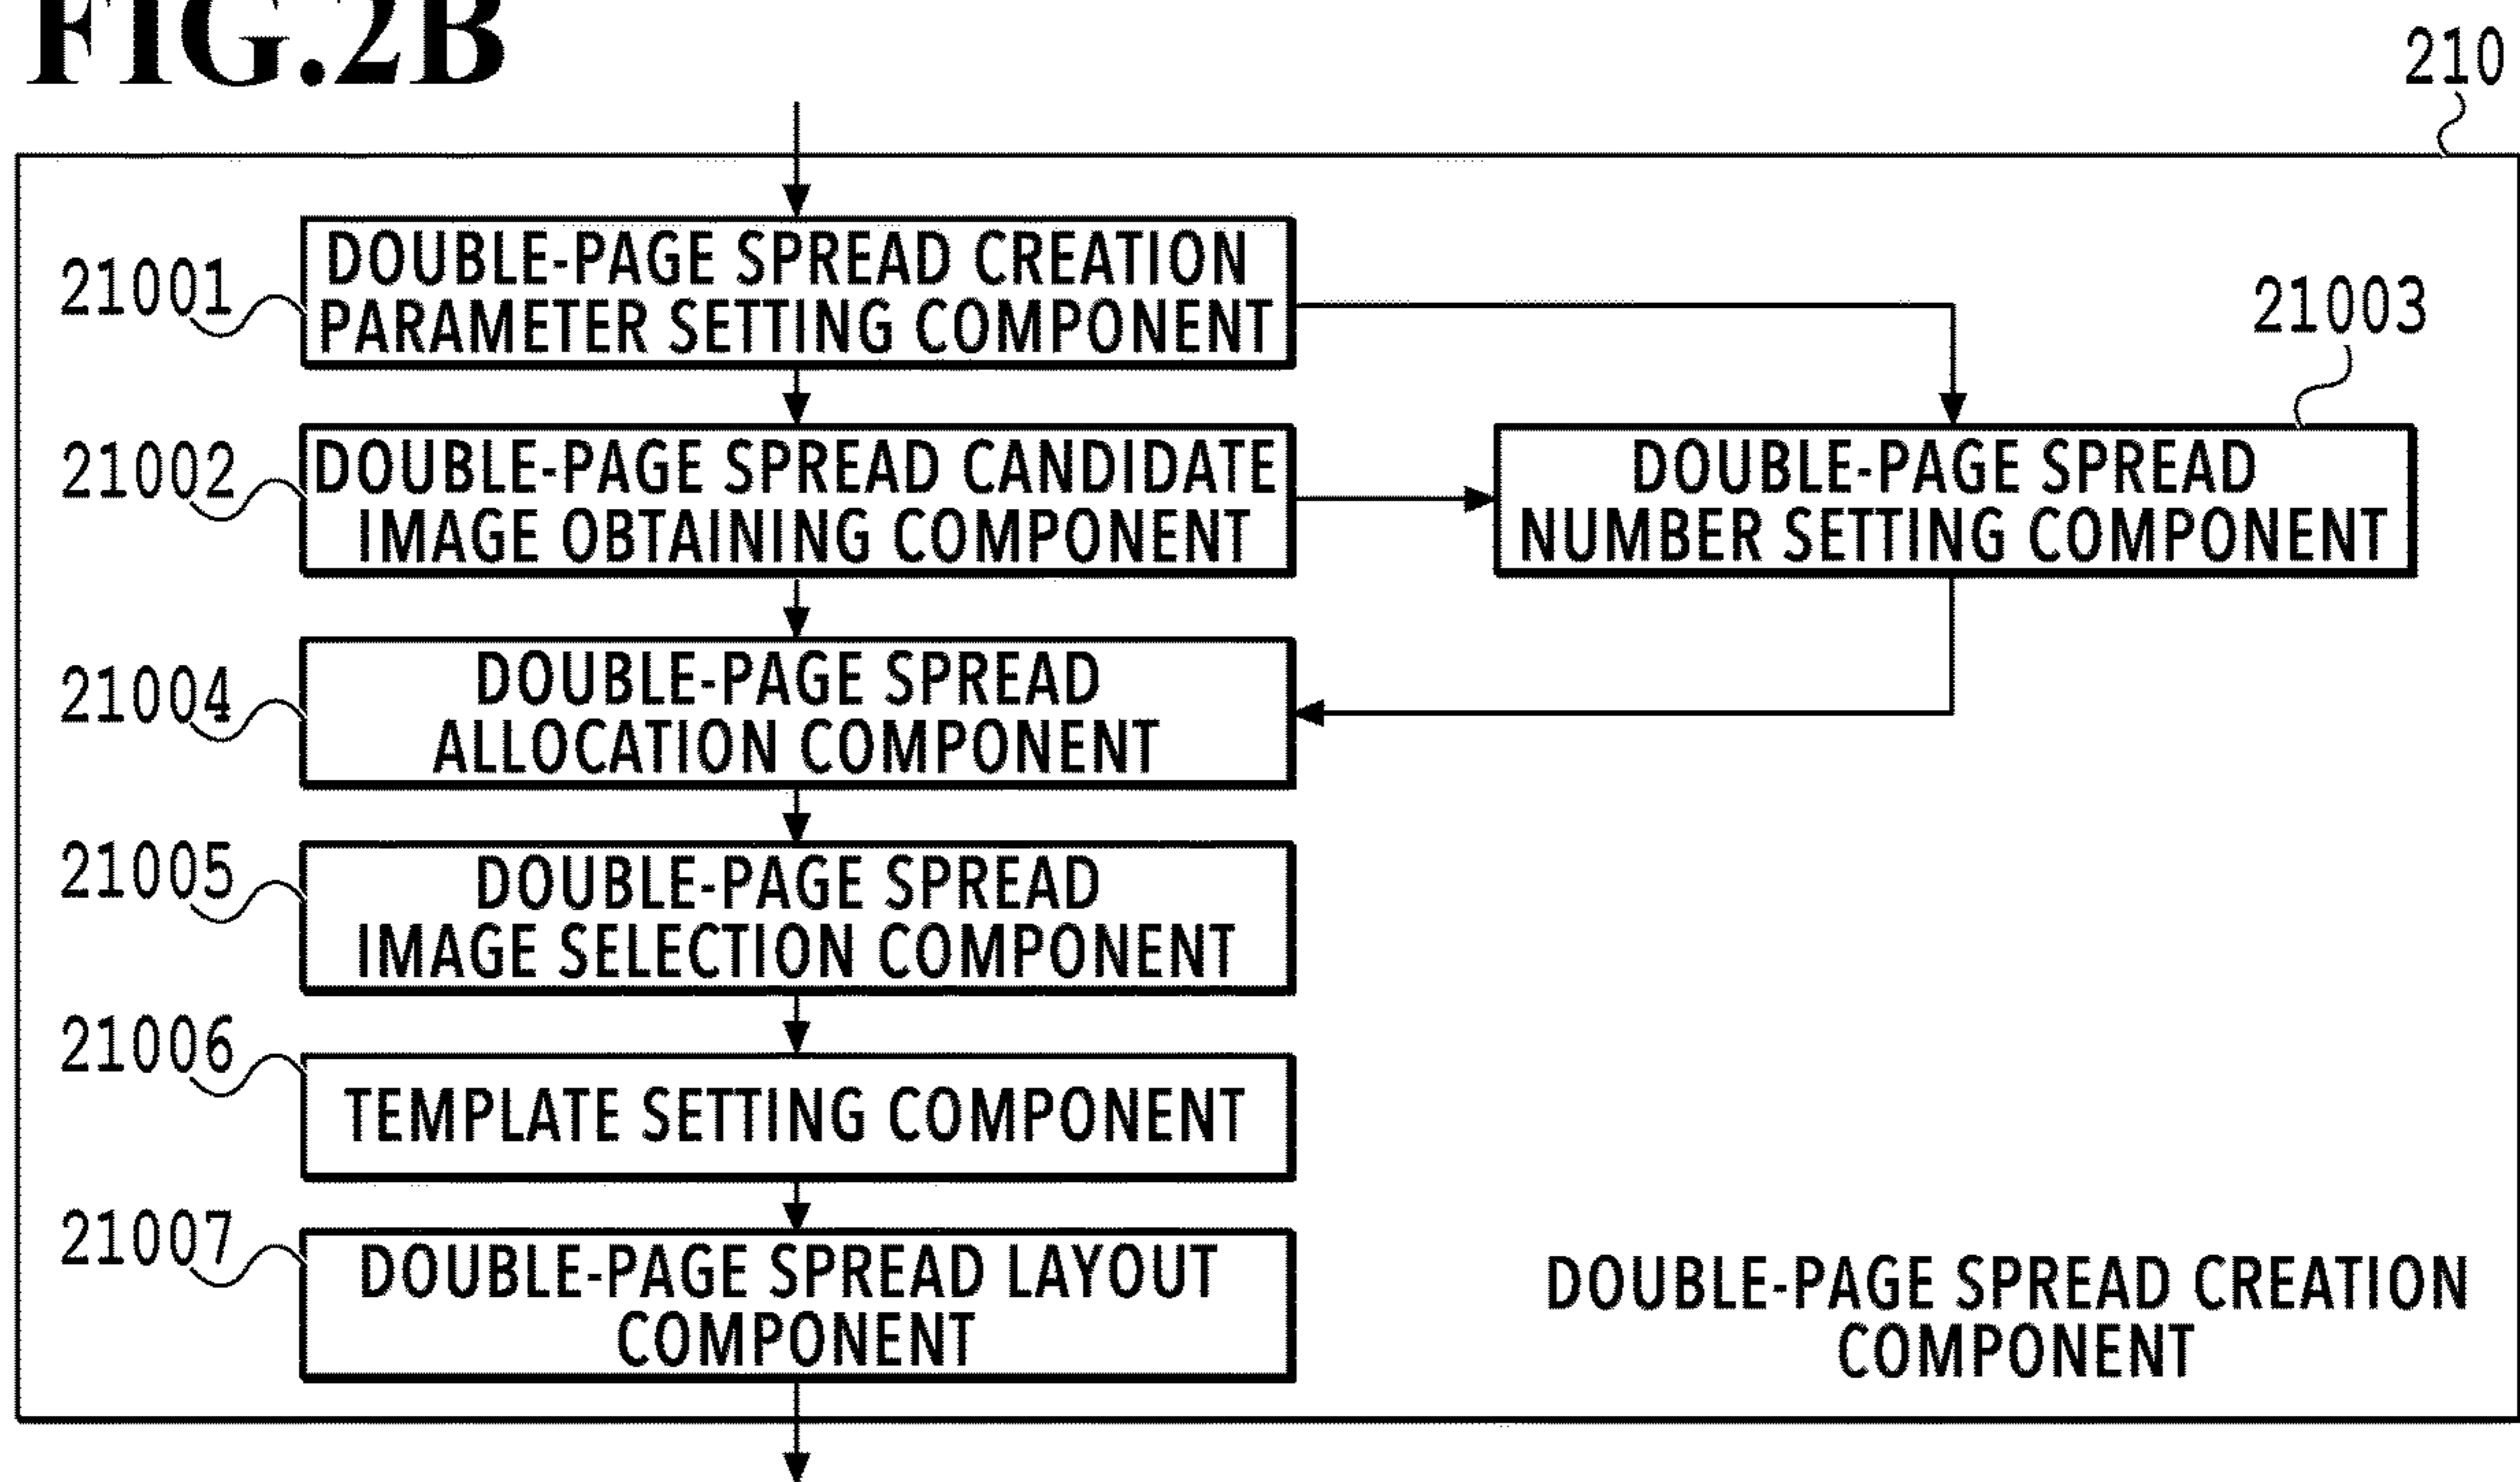 FIG.2B
210
21001
DOUBLE-PAGE SPREAD CREATION
PARAMETER SETTING COMPONENT
21003
21002
DOUBLE-PAGE SPREAD CANDIDATE
IMAGE OBTAINING COMPONENT
DOUBLE-PAGE SPREAD
NUMBER SETTING COMPONENT
21004
DOUBLE-PAGE SPREAD
ALLOCATION COMPONENT
21005
DOUBLE-PAGE SPREAD
IMAGE SELECTION COMPONENT
21006
TEMPLATE SETTING COMPONENT
21007
DOUBLE-PAGE SPREAD LAYOUT
COMPONENT
DOUBLE-PAGE SPREAD CREATION
COMPONENT